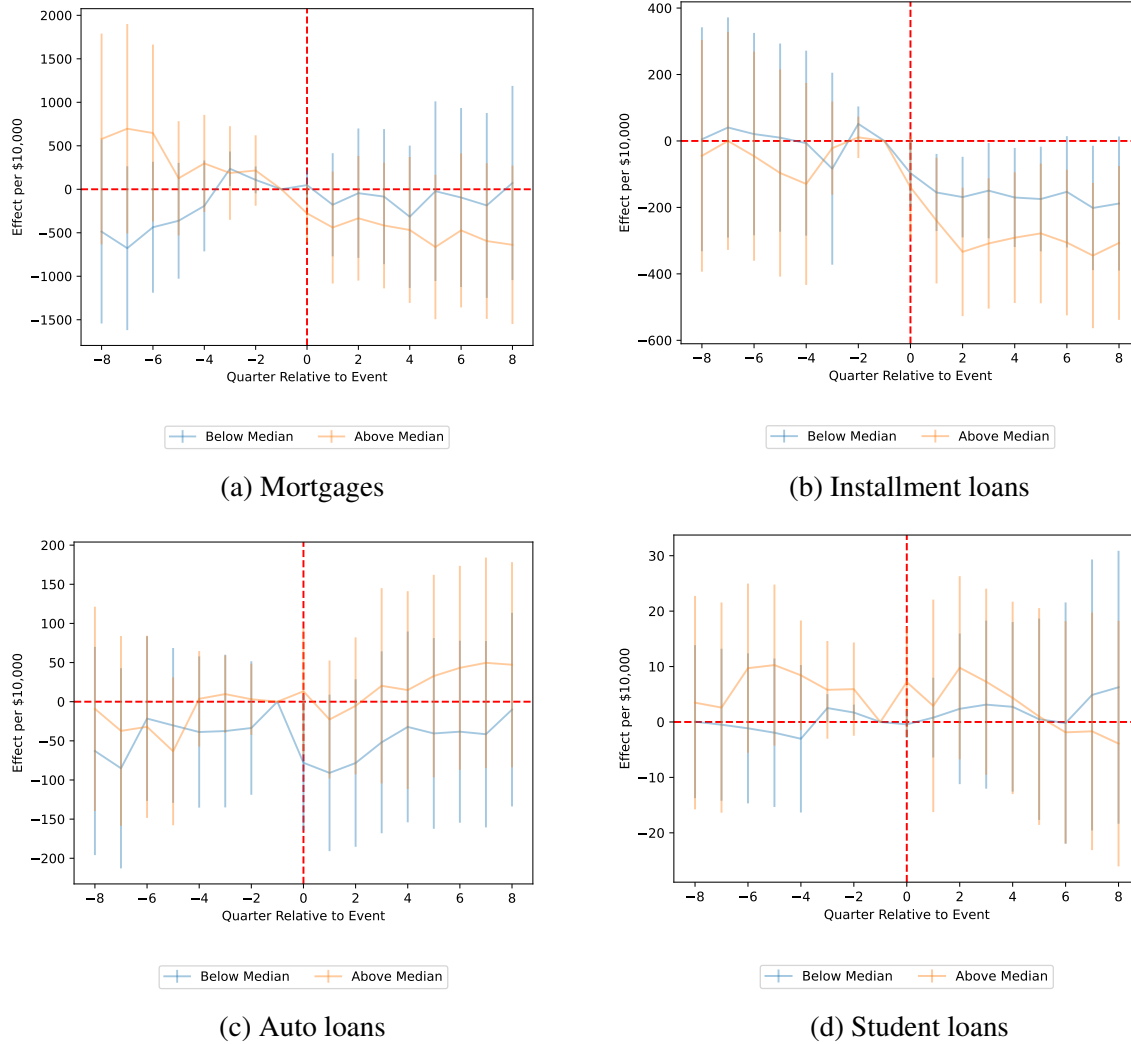 2000
1500
1000
500
0
−500
−1000
−1500
Effect per $10,000
−8 −6 −4 −2 0 2 4 6 8
Quarter Relative to Event
Below Median Above Median
(a) Mortgages
400
200
0
−200
−400
−600
Effect per $10,000
−8 −6 −4 −2 0 2 4 6 8
Quarter Relative to Event
Below Median Above Median
(b) Installment loans
200
150
100
50
0
−50
−100
−150
−200
Effect per $10,000
−8 −6 −4 −2 0 2 4 6 8
Quarter Relative to Event
Below Median Above Median
(c) Auto loans
30
20
10
0
−10
−20
Effect per $10,000
−8 −6 −4 −2 0 2 4 6 8
Quarter Relative to Event
Below Median Above Median
(d) Student loans